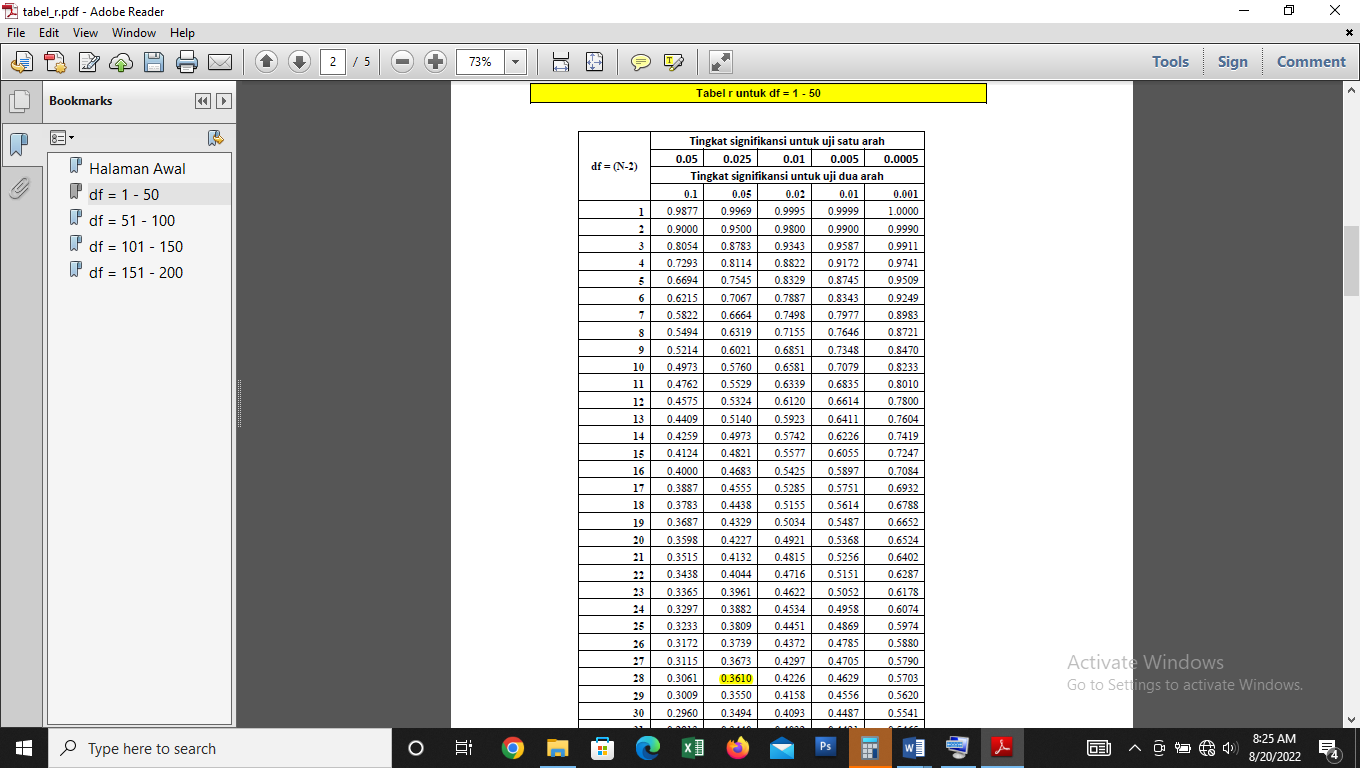 tabel_r.pdf - Adobe Reader
File Edit View Window Help
2 / 5 73% Tools Sign Comment
Bookmarks
Halaman Awal
df = 1 - 50
df = 51 - 100
df = 101 - 150
df = 151 - 200
Tabel r untuk df = 1 - 50
df = (N-2)
Tingkat signifikansi untuk uji satu arah
0.05 0.025 0.01 0.005 0.0005
Tingkat signifikansi untuk uji dua arah
0.1 0.05 0.02 0.01 0.001
1 0.9877 0.9969 0.9995 0.9999 1.0000
2 0.9000 0.9500 0.9800 0.9900 0.9990
3 0.8054 0.8783 0.9343 0.9587 0.9911
4 0.7293 0.8114 0.8822 0.9172 0.9741
5 0.6694 0.7545 0.8329 0.8745 0.9509
6 0.6215 0.7067 0.7887 0.8343 0.9249
7 0.5822 0.6664 0.7498 0.7977 0.8983
8 0.5494 0.6319 0.7155 0.7646 0.8721
9 0.5214 0.6021 0.6851 0.7348 0.8470
10 0.4973 0.5760 0.6581 0.7079 0.8233
11 0.4762 0.5529 0.6339 0.6835 0.8010
12 0.4575 0.5324 0.6120 0.6614 0.7800
13 0.4409 0.5140 0.5923 0.6411 0.7604
14 0.4259 0.4973 0.5742 0.6226 0.7419
15 0.4124 0.4821 0.5577 0.6055 0.7247
16 0.4000 0.4683 0.5425 0.5897 0.7084
17 0.3887 0.4555 0.5285 0.5751 0.6932
18 0.3783 0.4438 0.5155 0.5614 0.6788
19 0.3687 0.4329 0.5034 0.5487 0.6652
20 0.3598 0.4227 0.4921 0.5368 0.6524
21 0.3515 0.4132 0.4815 0.5256 0.6402
22 0.3438 0.4044 0.4716 0.5151 0.6287
23 0.3365 0.3961 0.4622 0.5052 0.6178
24 0.3297 0.3882 0.4534 0.4958 0.6074
25 0.3233 0.3809 0.4451 0.4869 0.5974
26 0.3172 0.3739 0.4372 0.4785 0.5880
27 0.3115 0.3673 0.4297 0.4705 0.5790
28 0.3061 0.3610 0.4226 0.4629 0.5703
29 0.3009 0.3550 0.4158 0.4556 0.5620
30 0.2960 0.3494 0.4093 0.4487 0.5541
Activate Windows
Go to Settings to activate Windows.
Type here to search
Ps
8:25 AM
8/20/2022
4